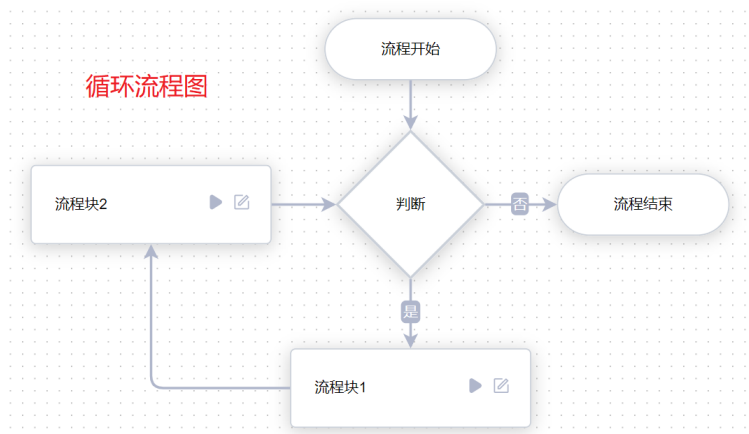 流程开始
循环流程图
流程块2
判断
否
流程结束
是
流程块1